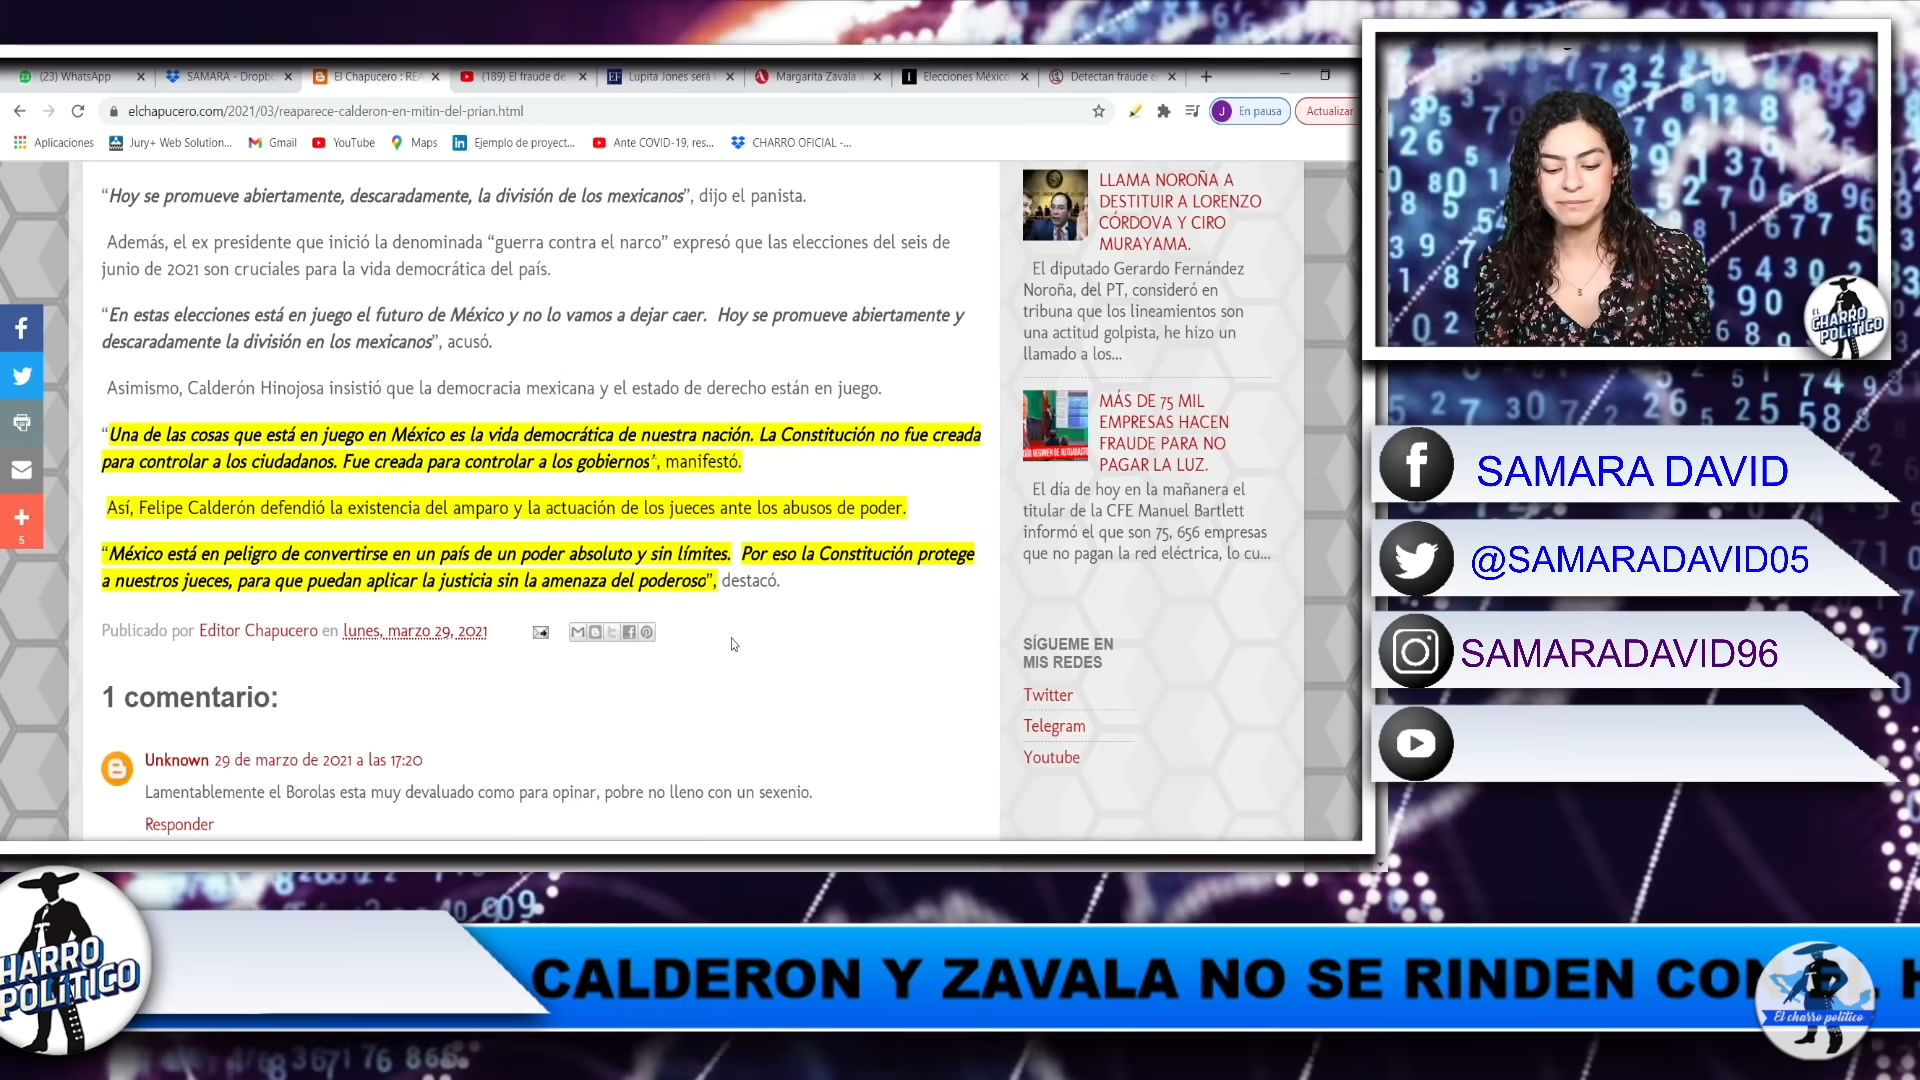 (23) WhatsApp
SAMARA - Dropb
El Chapucero : REA
(189) El fraude de
Lupita Jones será l
Margarita Zavala a
Elecciones México
Detectan fraude e
elchapucero.com/2021/03/reaparece-calderon-en-mitin-del-prian.html
J En pausa
Actualizar
Aplicaciones
Jury+ Web Solution...
Gmail
YouTube
Maps
Ejemplo de proyect...
Ante COVID-19, res...
CHARRO OFICIAL -...
“Hoy se promueve abiertamente, descaradamente, la división de los mexicanos”, dijo el panista.
Además, el ex presidente que inició la denominada “guerra contra el narco” expresó que las elecciones del seis de
junio de 2021 son cruciales para la vida democrática del país.
“En estas elecciones está en juego el futuro de México y no lo vamos a dejar caer. Hoy se promueve abiertamente y
descaradamente la división en los mexicanos”, acusó.
Asimismo, Calderón Hinojosa insistió que la democracia mexicana y el estado de derecho están en juego.
“Una de las cosas que está en juego en México es la vida democrática de nuestra nación. La Constitución no fue creada
para controlar a los ciudadanos. Fue creada para controlar a los gobiernos’, manifestó.
Así, Felipe Calderón defendió la existencia del amparo y la actuación de los jueces ante los abusos de poder.
“México está en peligro de convertirse en un país de un poder absoluto y sin límites. Por eso la Constitución protege
a nuestros jueces, para que puedan aplicar la justicia sin la amenaza del poderoso”, destacó.
Publicado por Editor Chapucero en lunes, marzo 29, 2021
1 comentario:
Unknown 29 de marzo de 2021 a las 17:20
Lamentablemente el Borolas esta muy devaluado como para opinar, pobre no lleno con un sexenio.
Responder
5
LLAMA NOROÑA A
DESTITUIR A LORENZO
CÓRDOVA Y CIRO
MURAYAMA.
El diputado Gerardo Fernández
Noroña, del PT, consideró en
tribuna que los lineamientos son
una actitud golpista, he hizo un
llamado a los...
MÁS DE 75 MIL
EMPRESAS HACEN
FRAUDE PARA NO
PAGAR LA LUZ.
El día de hoy en la mañanera el
titular de la CFE Manuel Bartlett
informó el que son 75, 656 empresas
que no pagan la red eléctrica, lo cu...
SÍGUEME EN
MIS REDES
Twitter
Telegram
Youtube
EL
CHARRO
POLÍTICO
SAMARA DAVID
@SAMARADAVID05
SAMARADAVID96
HARRO
POLÍTICO
CALDERON Y ZAVALA NO SE RINDEN CON
El charro político